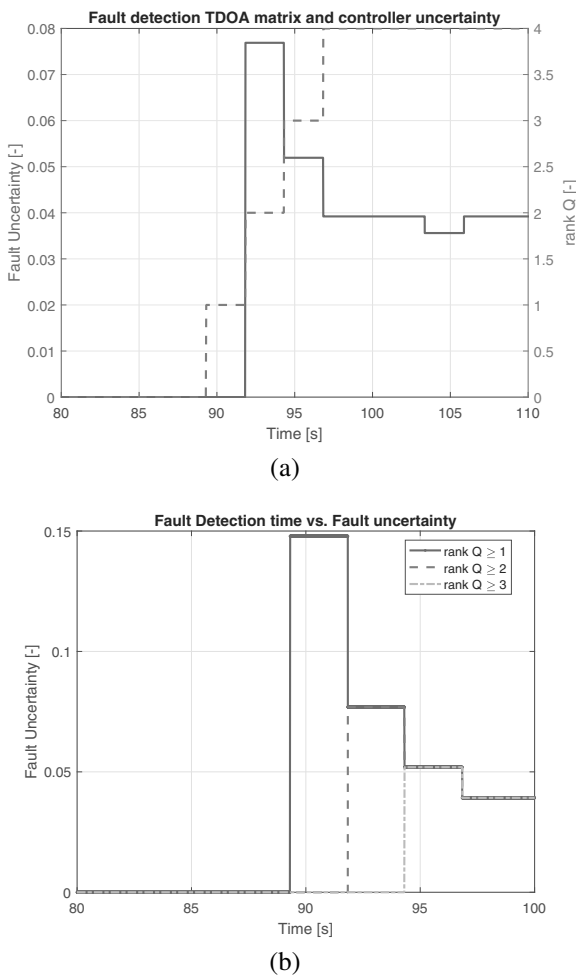 Fault detection TDOA matrix and controller uncertainty
0.08
0.07
0.06
0.05
0.04
0.03
0.02
0.01
0
Fault Uncertainty [-]
4
3.5
3
2.5
2
1.5
1
0.5
0
rank Q [-]
80 85 90 95 100 105 110
Time [s]
(a)
Fault Detection time vs. Fault uncertainty
0.15
0.1
0.05
0
Fault Uncertainty [-]
rank Q ≥ 1
rank Q ≥ 2
rank Q ≥ 3
80 85 90 95 100
Time [s]
(b)